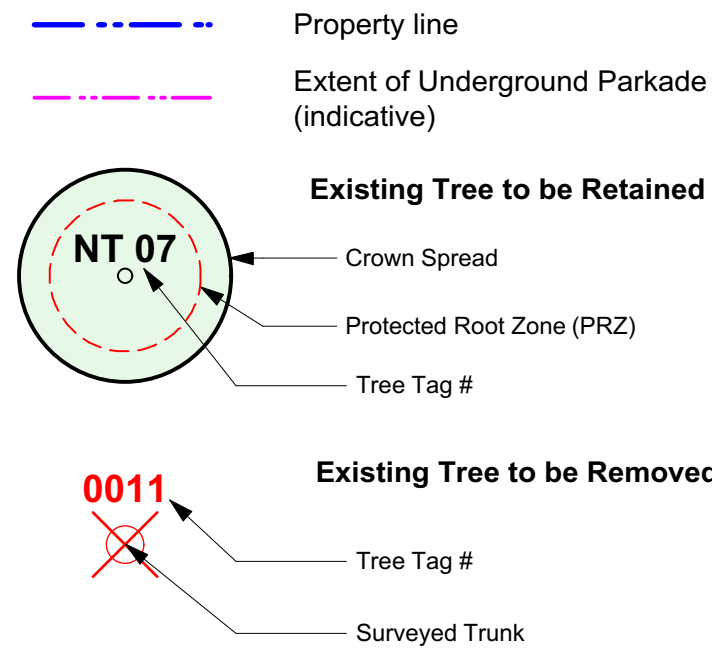 Property line
Extent of Underground Parkade
(indicative)
Existing Tree to be Retained
NT 07
Crown Spread
Protected Root Zone (PRZ)
Tree Tag #
Existing Tree to be Removed
0011
Tree Tag #
Surveyed Trunk